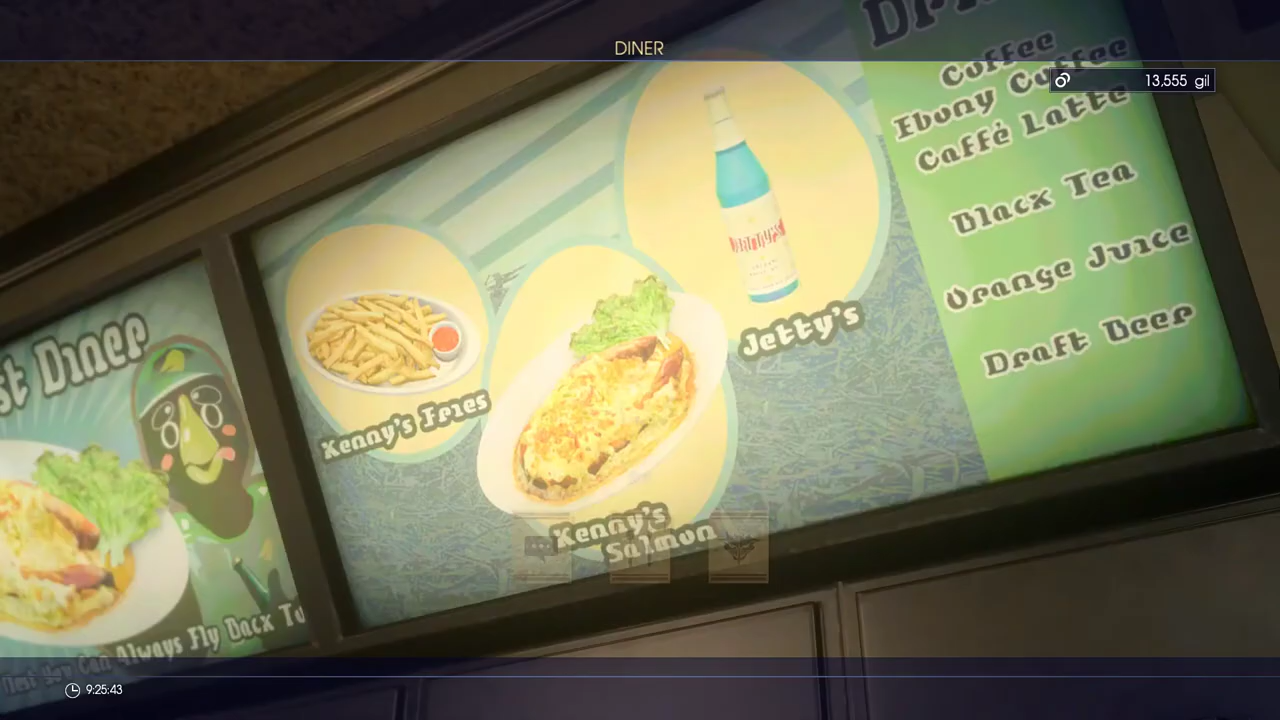 DINER
13,555 gil
Coffee
Ebony Coffee
Caffè Latte
Black Tea
Orange Juice
Draft Beer
Jetty's
Kenny's Fries
Kenny's
Salmon
st Diner
Nest You Can Always Fly Back To
9:25:43